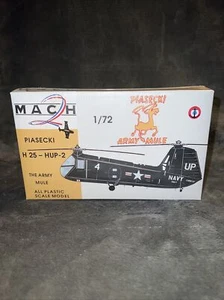 MACH
2
PIASECKI
ARMY MULE
1/72
PIASECKI
H 25 - HUP-2
THE ARMY
MULE
ALL PLASTIC
SCALE MODEL
4
NAVY
UP